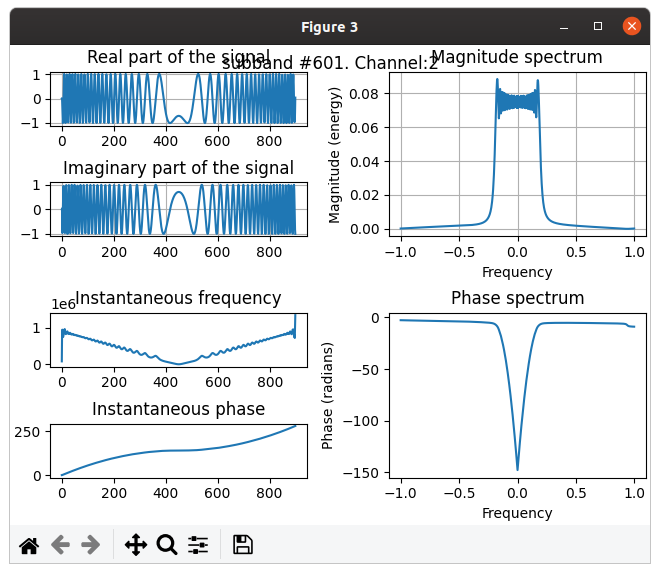 Figure 3
subband #601. Channel:2
Real part of the signal
1
0
−1
0 200 400 600 800
Imaginary part of the signal
1
0
−1
0 200 400 600 800
Instantaneous frequency
1e6
1
0
0 200 400 600 800
Instantaneous phase
250
0
0 200 400 600 800
Magnitude spectrum
Magnitude (energy)
0.08
0.06
0.04
0.02
0.00
−1.0 −0.5 0.0 0.5 1.0
Frequency
Phase spectrum
Phase (radians)
0
−50
−100
−150
−1.0 −0.5 0.0 0.5 1.0
Frequency